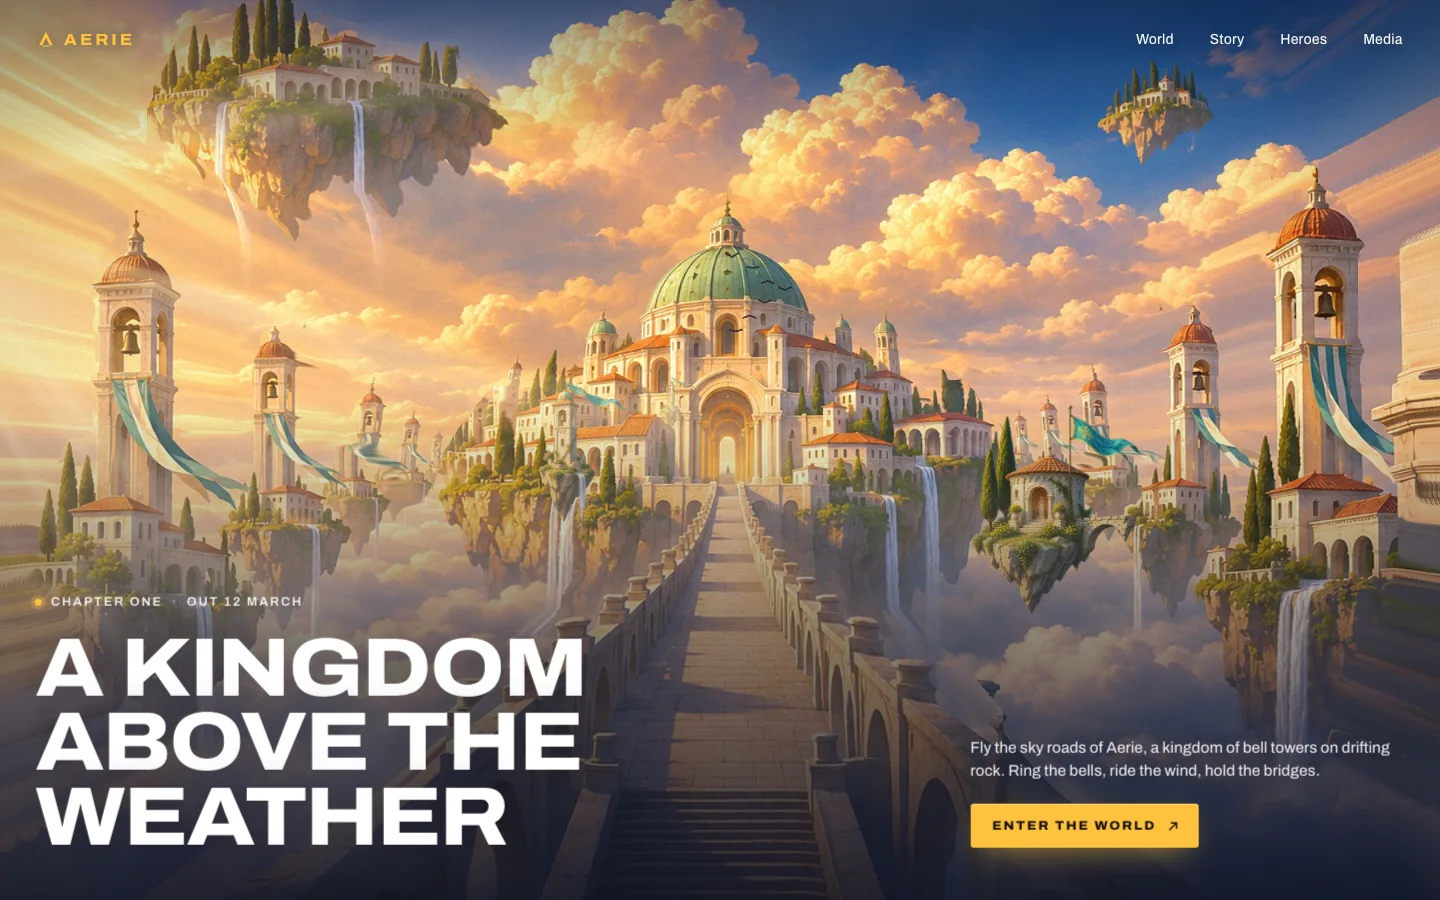 AERIE
World
Story
Heroes
Media
CHAPTER ONE · OUT 12 MARCH
A KINGDOM
ABOVE THE
WEATHER
Fly the sky roads of Aerie, a kingdom of bell towers on drifting
rock. Ring the bells, ride the wind, hold the bridges.
ENTER THE WORLD